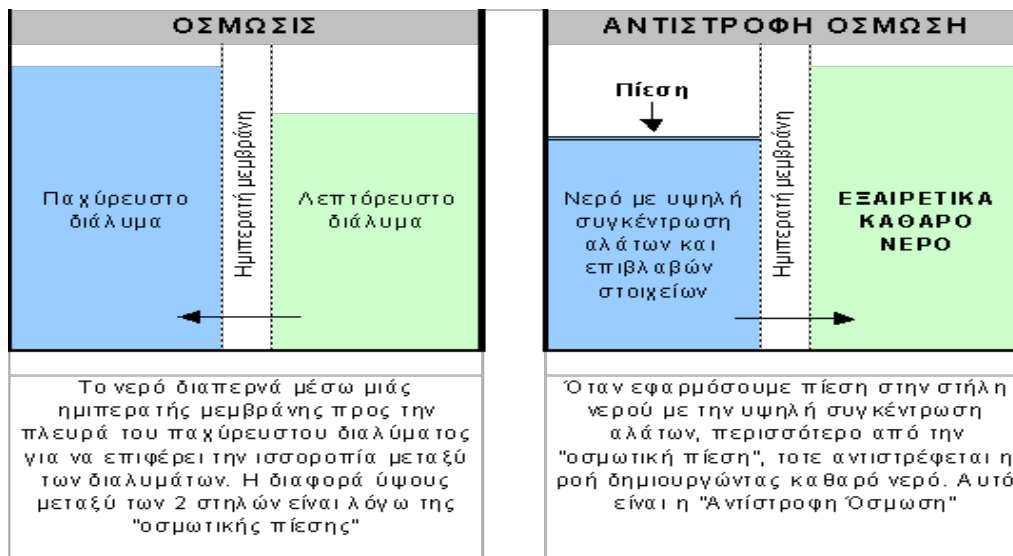 ΟΣΜΩΣΙΣ
Παχύρευστο
διάλυμα
Ημιπερατή μεμβράνη
Λεπτόρευστο
διάλυμα
Το νερό διαπερνά μέσω μιάς
ημιπερατής μεμβράνης προς την
πλευρά του παχύρευστου διαλύματος
για να επιφέρει την ισσοροπία μεταξύ
των διαλυμάτων. Η διαφορά ύψους
μεταξύ των 2 στηλών είναι λόγω της
"οσμωτικής πίεσης"
ΑΝΤΙΣΤΡΟΦΗ ΟΣΜΩΣΗ
Πίεση
Νερό με υψηλή
συγκέντρωση
αλάτων και
επιβλαβών
στοιχείων
Ημιπερατή μεμβράνη
ΕΞΑΙΡΕΤΙΚΑ
ΚΑΘΑΡΟ
ΝΕΡΟ
Όταν εφαρμόσουμε πίεση στην στήλη
νερού με την υψηλή συγκέντρωση
αλάτων, περισσότερο από την
"οσμωτική πίεση", τοτε αντιστρέφεται η
ροή δημιουργώντας καθαρό νερό. Αυτό
είναι η "Αντίστροφη Όσμωση"